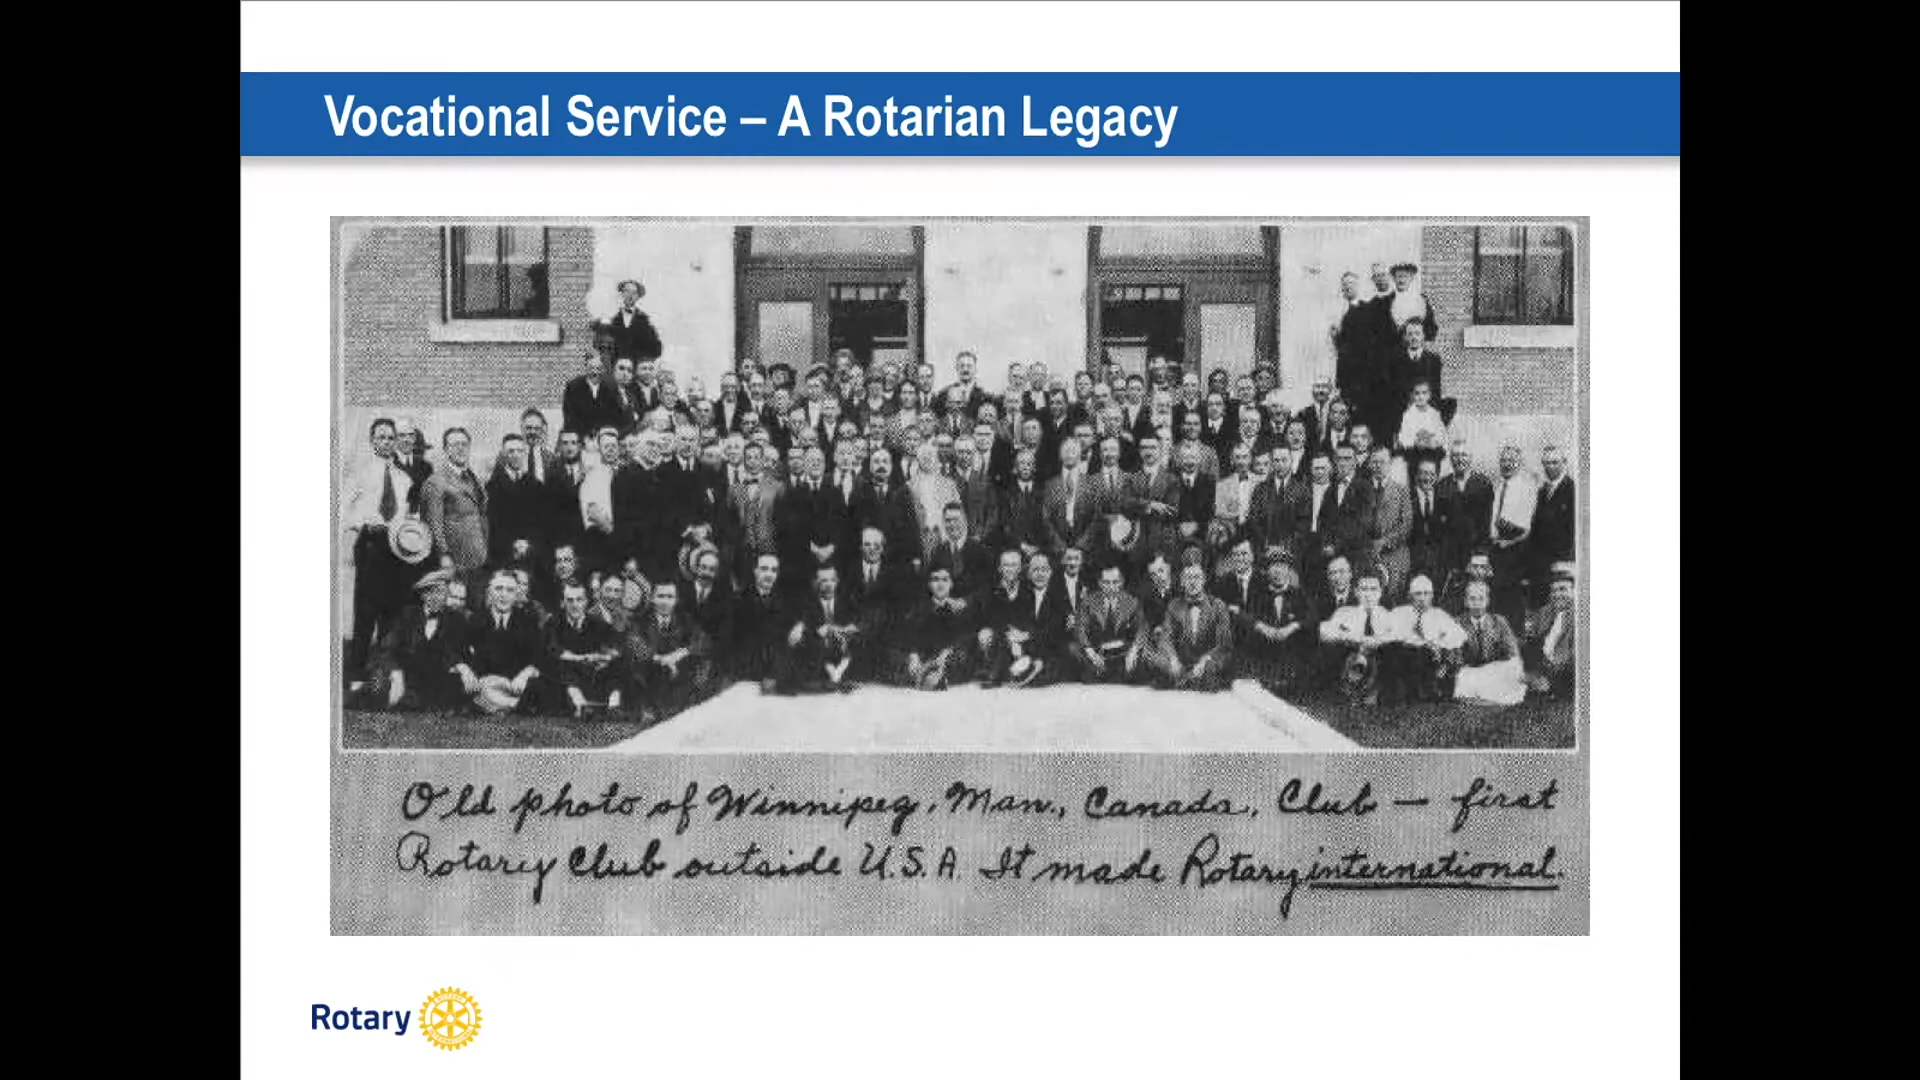 Vocational Service – A Rotarian Legacy
Old photo of Winnipeg, Man., Canada, Club – first
Rotary Club outside U.S.A. It made Rotary international.
Rotary